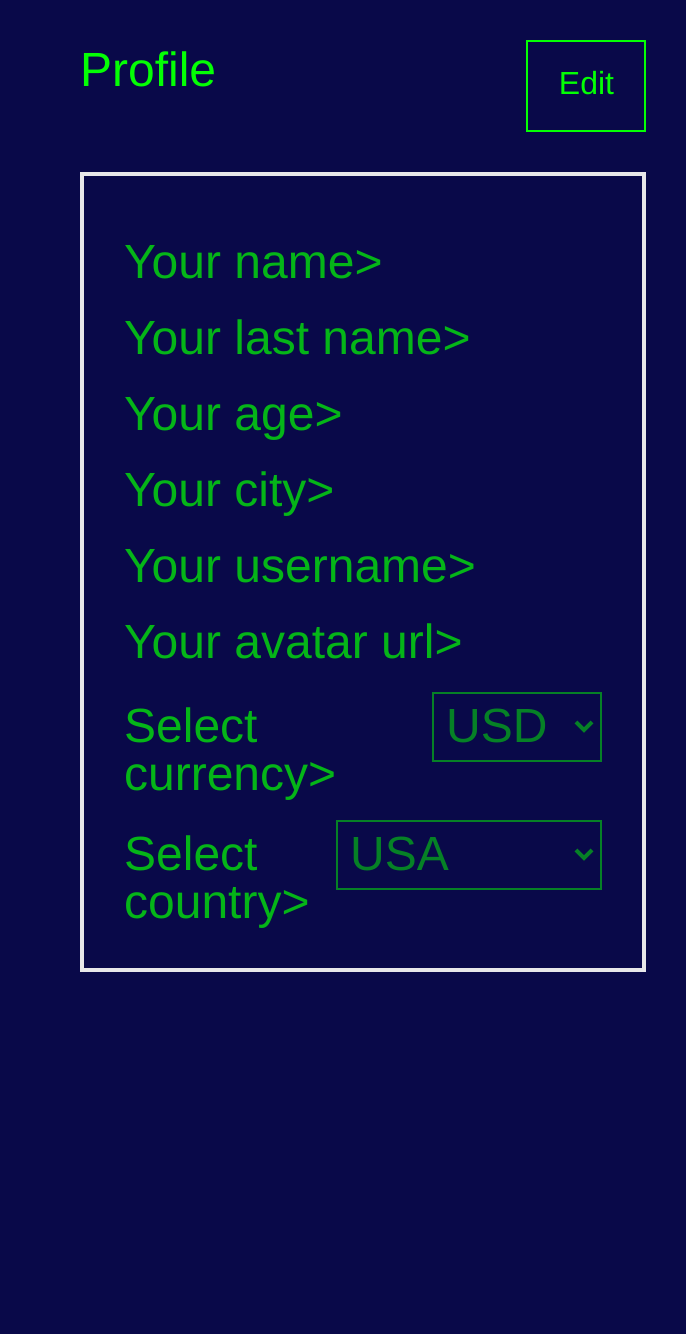 Profile
Edit
Your name>
Your last name>
Your age>
Your city>
Your username>
Your avatar url>
Select
currency>
USD
Select
country>
USA